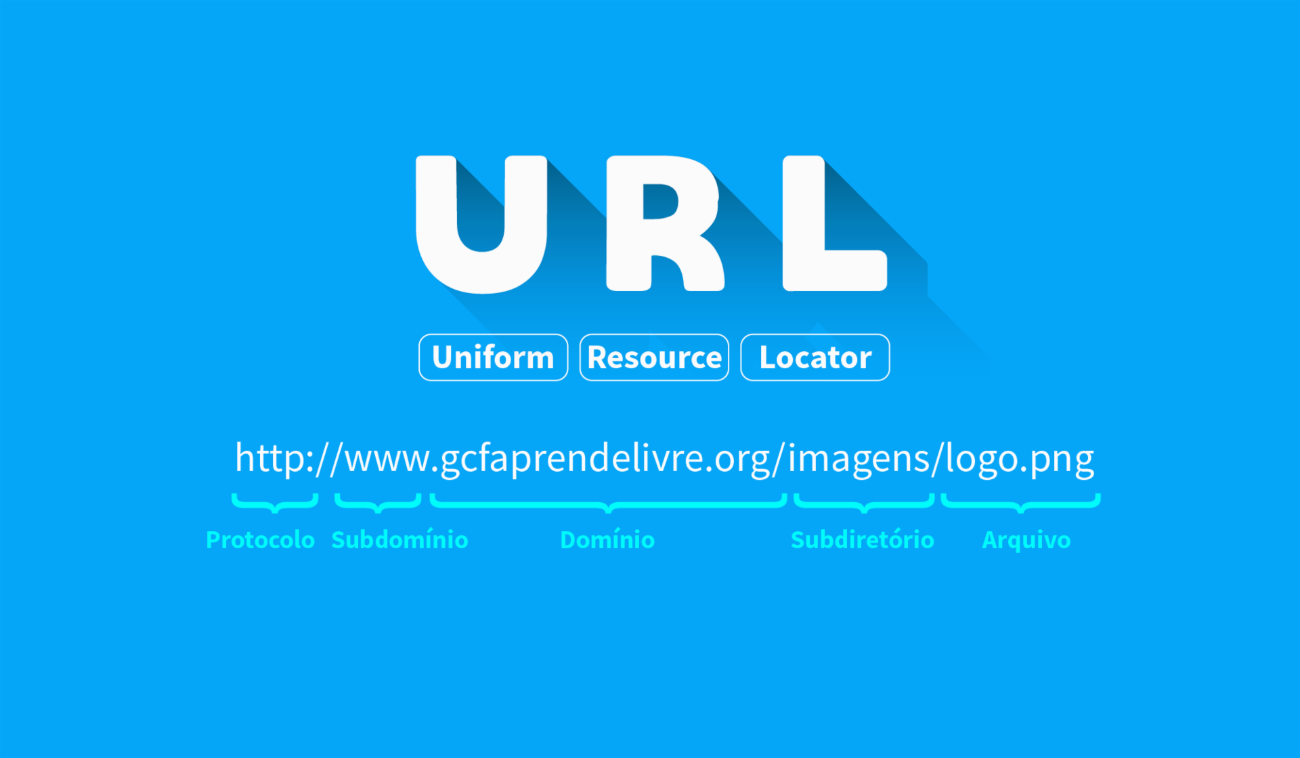 URL
Uniform Resource Locator
http://www.gcfaprendelivre.org/imagens/logo.png
Protocolo Subdomínio Domínio Subdiretório Arquivo